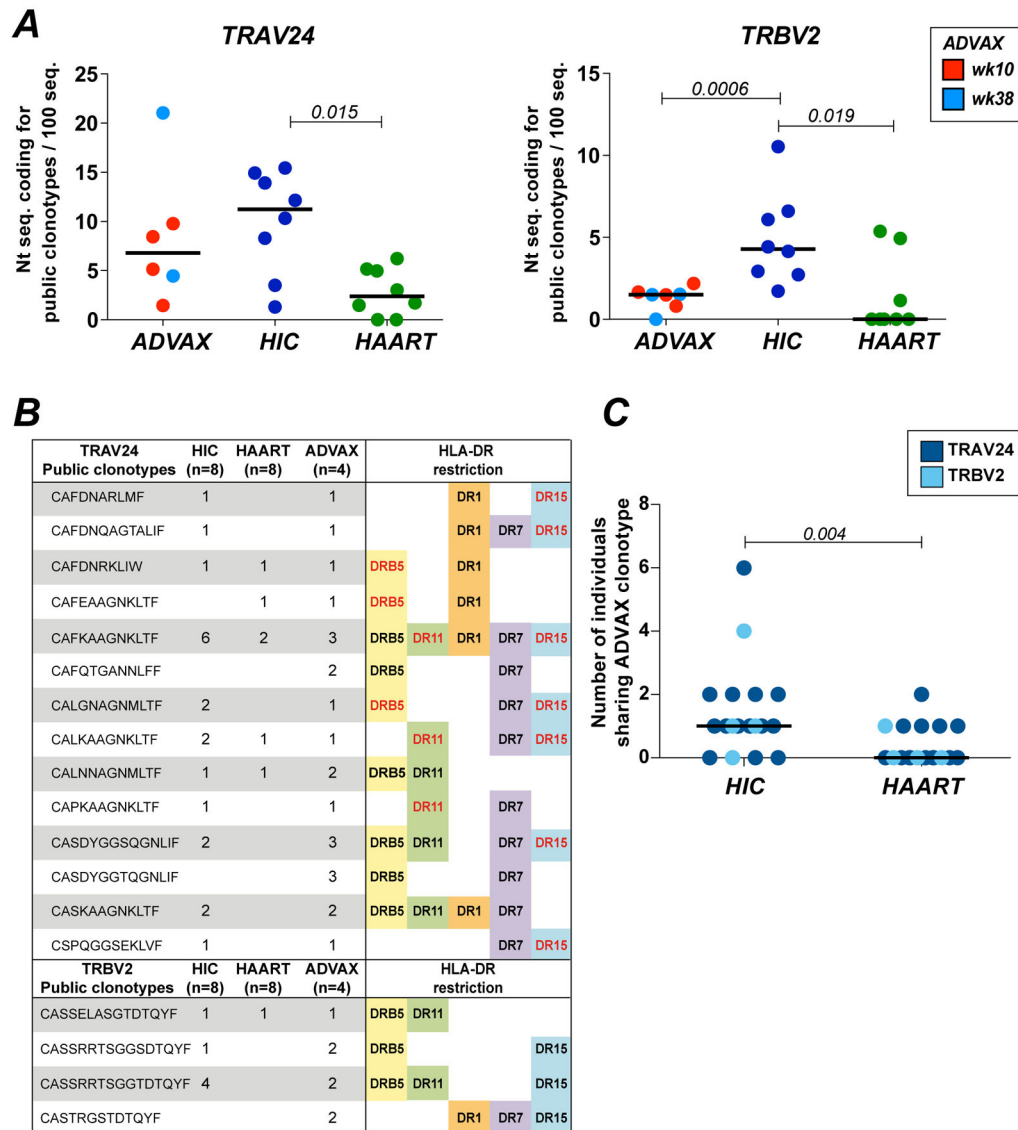 A
TRAV24
Nt seq. coding for
public clonotypes / 100 seq.
25
20
15
10
5
0
0.015
ADVAX HIC HAART
TRBV2
Nt seq. coding for
public clonotypes / 100 seq.
15
10
5
0
0.0006
0.019
ADVAX HIC HAART
ADVAX
wk10
wk38
B
TRAV24 HIC HAART ADVAX HLA-DR
Public clonotypes (n=8) (n=8) (n=4) restriction
CAFDNARLMF 1 1 DR1 DR15
CAFDNQAGTALIF 1 1 DR1 DR7 DR15
CAFDNRKLIW 1 1 1 DRB5 DR1
CAFEAAGNKLTF 1 1 DRB5 DR1
CAFKAAGNKLTF 6 2 3 DRB5 DR11 DR1 DR7 DR15
CAFQTGANNLFF 2 DRB5 DR7
CALGNAGNMLTF 2 1 DRB5 DR7 DR15
CALKAAGNKLTF 2 1 1 DR11 DR7 DR15
CALNNAGNMLTF 1 1 2 DRB5 DR11
CAPKAAGNKLTF 1 1 DR11 DR7
CASDYGGSQGNLIF 2 3 DRB5 DR11 DR7 DR15
CASDYGGTQGNLIF 3 DRB5 DR7
CASKAAGNKLTF 2 2 DRB5 DR11 DR1 DR7
CSPQGGSEKLVF 1 1 DR7 DR15
TRBV2 HIC HAART ADVAX HLA-DR
Public clonotypes (n=8) (n=8) (n=4) restriction
CASSELASGTDTQYF 1 1 1 DRB5 DR11
CASSRRTSGGSDTQYF 1 2 DRB5 DR15
CASSRRTSGGTDTQYF 4 2 DRB5 DR11 DR15
CASTRGSTDTQYF 2 DR1 DR7 DR15
C
TRAV24
TRBV2
Number of individuals
sharing ADVAX clonotype
8
6
4
2
0
0.004
HIC HAART